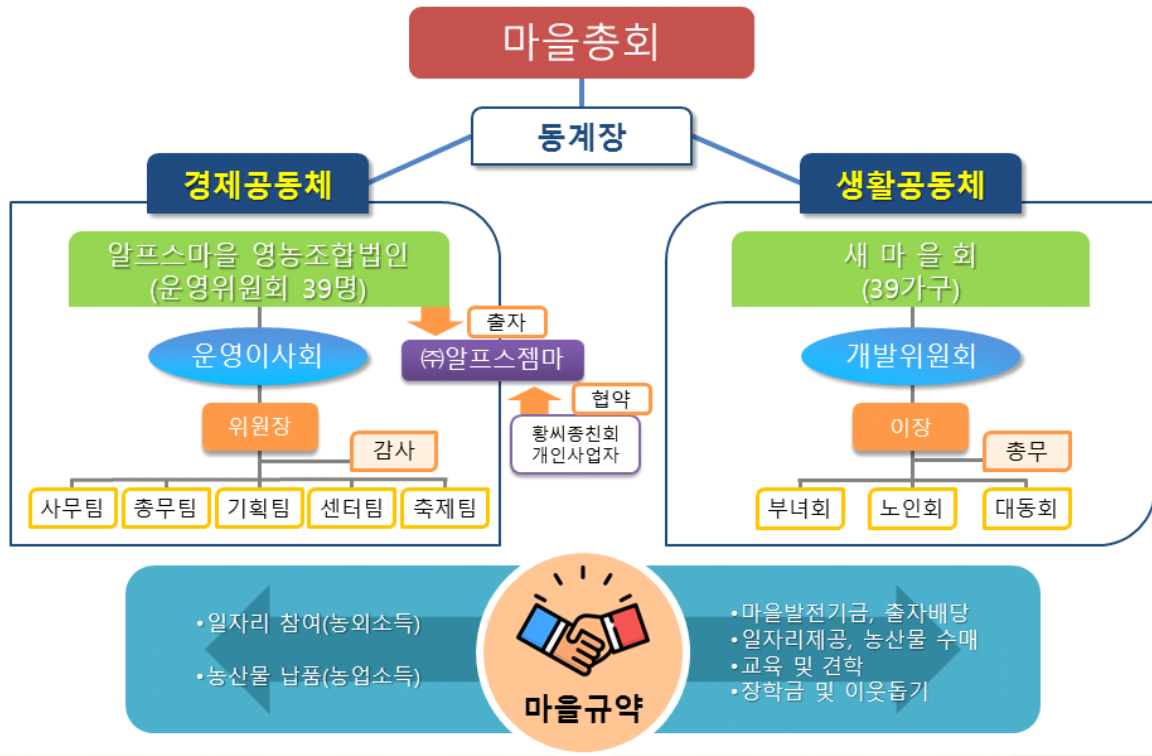 마을총회
동계장
경제공동체
생활공동체
알프스마을 영농조합법인
(운영위원회 39명)
출자
운영이사회
㈜알프스젬마
협약
황씨종친회
개인사업자
위원장
감사
사무팀
총무팀
기획팀
센터팀
축제팀
새 마 을 회
(39가구)
개발위원회
이장
총무
부녀회
노인회
대동회
•일자리 참여(농외소득)
•농산물 납품(농업소득)
마을규약
•마을발전기금, 출자배당
•일자리제공, 농산물 수매
•교육 및 견학
•장학금 및 이웃돕기